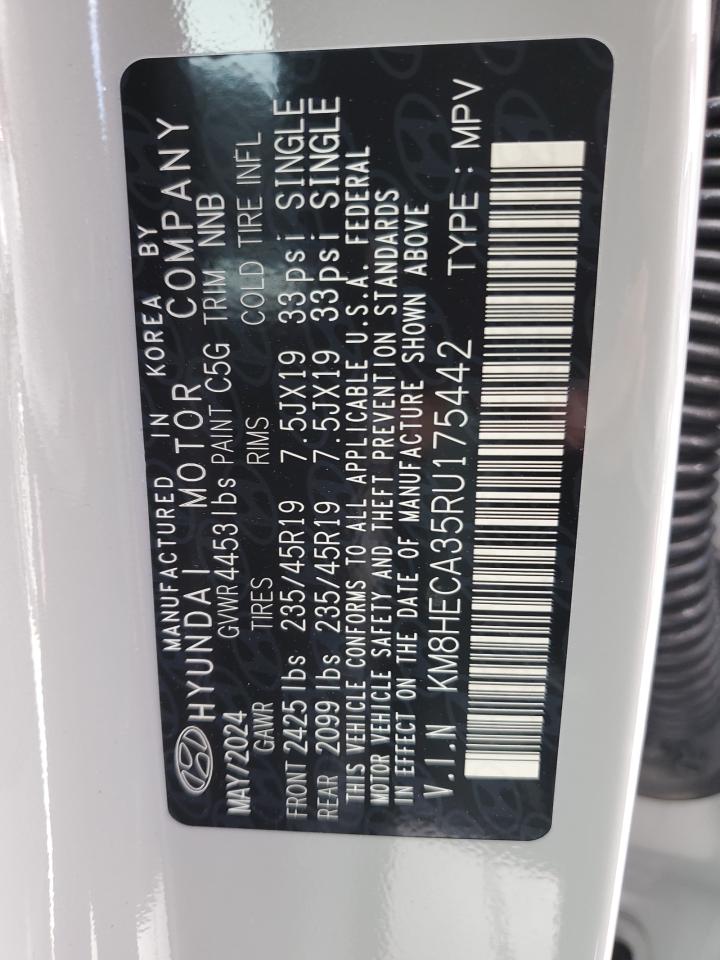 MANUFACTURED IN KOREA BY
HYUNDAI MOTOR COMPANY
MAY/2024 GVWR 4453 lbs PAINT C5G TRIM NNB
GAWR TIRES RIMS COLD TIRE INFL
FRONT 2425 lbs 235/45R19 7.5JX19 33psi SINGLE
REAR 2099 lbs 235/45R19 7.5JX19 33psi SINGLE
THIS VEHICLE CONFORMS TO ALL APPLICABLE U.S.A. FEDERAL
MOTOR VEHICLE SAFETY AND THEFT PREVENTION STANDARDS
IN EFFECT ON THE DATE OF MANUFACTURE SHOWN ABOVE
V.I.N KM8HECA35RU175442 TYPE : MPV